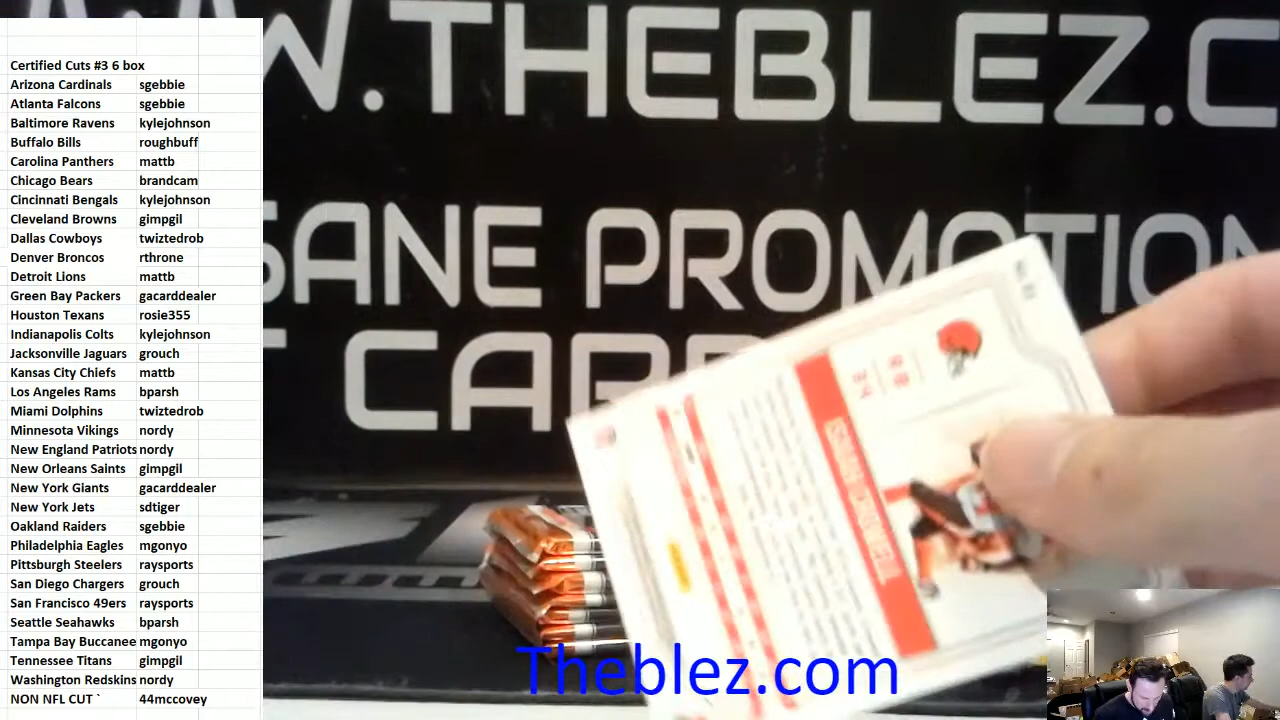 Certified Cuts #3 6 box
Arizona Cardinals sgebbie
Atlanta Falcons sgebbie
Baltimore Ravens kylejohnson
Buffalo Bills roughbuff
Carolina Panthers mattb
Chicago Bears brandcam
Cincinnati Bengals kylejohnson
Cleveland Browns gimpgil
Dallas Cowboys twiztedrob
Denver Broncos rthrone
Detroit Lions mattb
Green Bay Packers gacarddealer
Houston Texans rosie355
Indianapolis Colts kylejohnson
Jacksonville Jaguars grouch
Kansas City Chiefs mattb
Los Angeles Rams bparsh
Miami Dolphins twiztedrob
Minnesota Vikings nordy
New England Patriots nordy
New Orleans Saints gimpgil
New York Giants gacarddealer
New York Jets sdtiger
Oakland Raiders sgebbie
Philadelphia Eagles mgonyo
Pittsburgh Steelers raysports
San Diego Chargers grouch
San Francisco 49ers raysports
Seattle Seahawks bparsh
Tampa Bay Buccanee mgonyo
Tennessee Titans gimpgil
Washington Redskins nordy
NON NFL CUT ` 44mccovey
W.THEBLEZ.C
SANE PROMOTION
T CAR
RB
34
Theblez.com